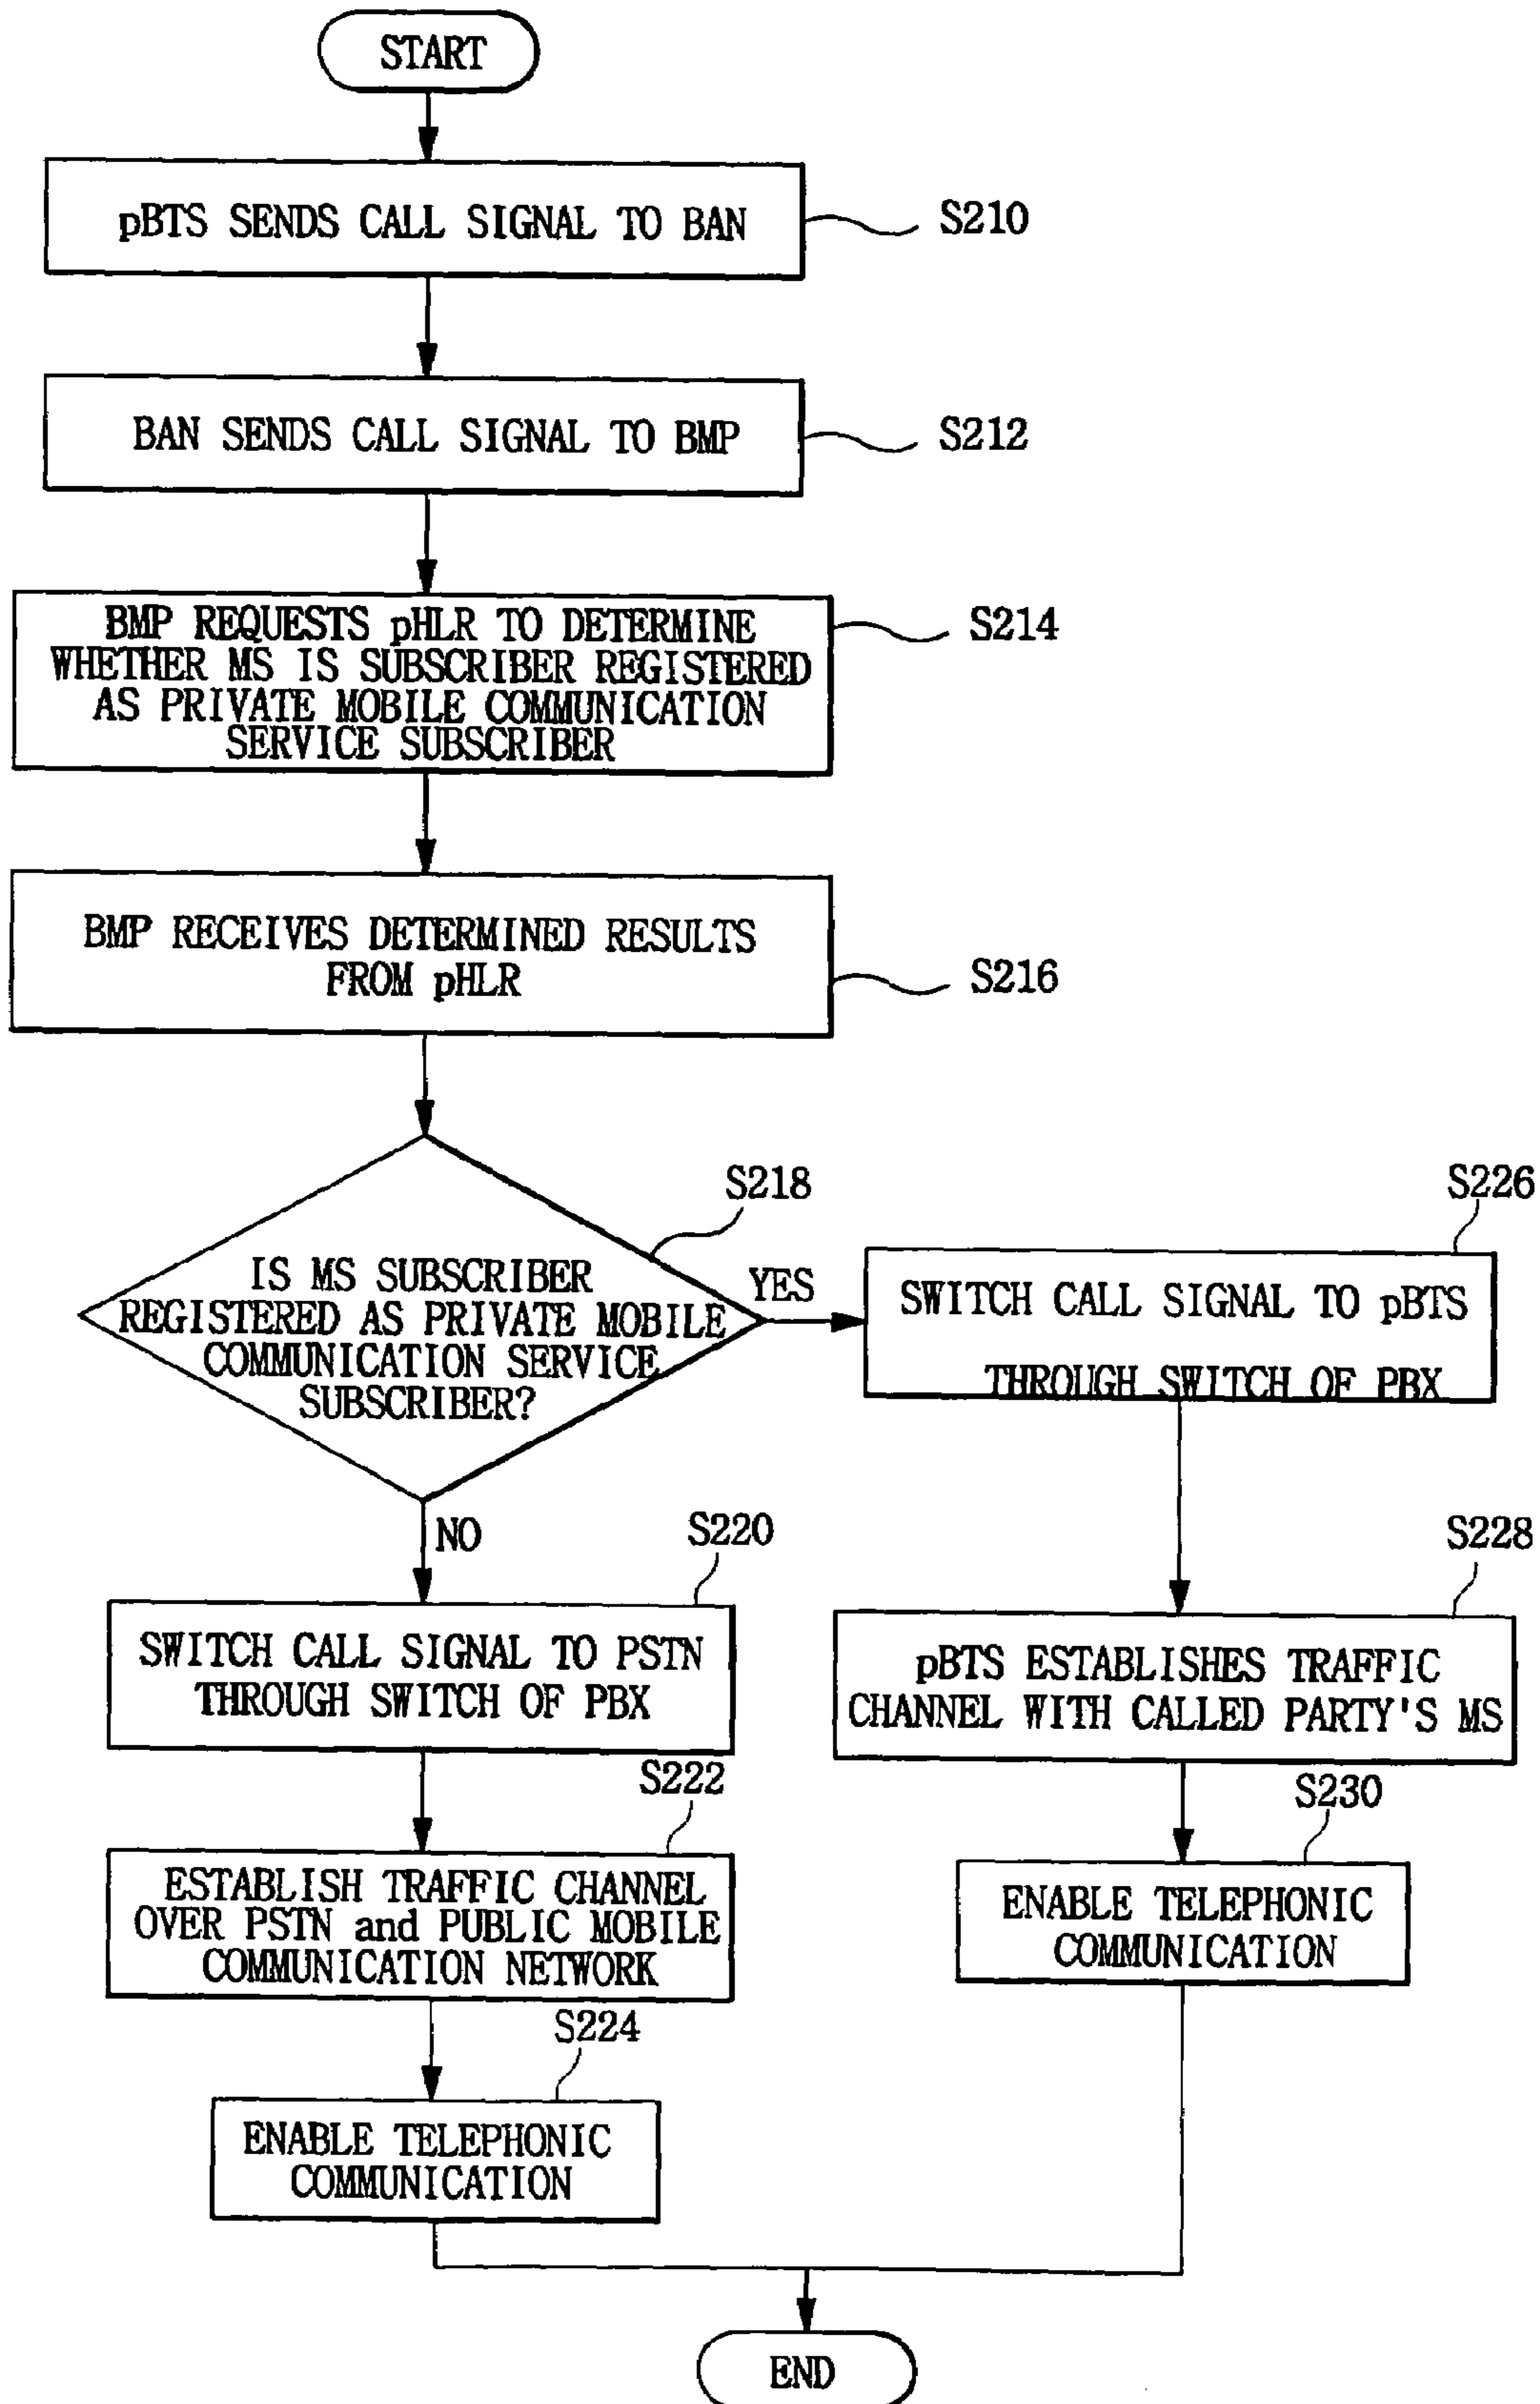 START
pBTS SENDS CALL SIGNAL TO BAN
S210
BAN SENDS CALL SIGNAL TO BMP
S212
BMP REQUESTS pHLR TO DETERMINE
WHETHER MS IS SUBSCRIBER REGISTERED
AS PRIVATE MOBILE COMMUNICATION
SERVICE SUBSCRIBER
S214
BMP RECEIVES DETERMINED RESULTS
FROM pHLR
S216
S218
IS MS SUBSCRIBER
REGISTERED AS PRIVATE MOBILE
COMMUNICATION SERVICE
SUBSCRIBER?
YES
S226
SWITCH CALL SIGNAL TO pBTS
THROUGH SWITCH OF PBX
NO
S220
SWITCH CALL SIGNAL TO PSTN
THROUGH SWITCH OF PBX
S228
pBTS ESTABLISHES TRAFFIC
CHANNEL WITH CALLED PARTY'S MS
S222
ESTABLISH TRAFFIC CHANNEL
OVER PSTN and PUBLIC MOBILE
COMMUNICATION NETWORK
S230
ENABLE TELEPHONIC
COMMUNICATION
S224
ENABLE TELEPHONIC
COMMUNICATION
END